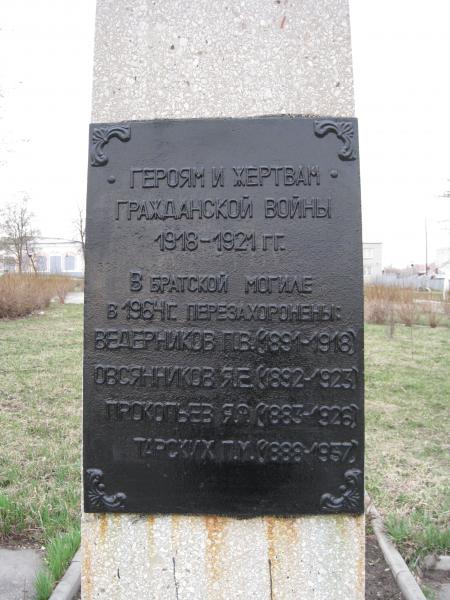 ГЕРОЯМ И ЖЕРТВАМ
ГРАЖДАНСКОЙ ВОЙНЫ
1918-1921 ГГ.
В БРАТСКОЙ МОГИЛЕ
В 1964 Г. ПЕРЕЗАХОРОНЕНЫ:
ВЕДЕРНИКОВ П.В. (1891-1918)
ОВСЯННИКОВ Я.Е. (1892-1923)
ПРОКОПЬЕВ Я.Ф. (1883-1926)
ТАРСКИХ П.И. (1888-1957)